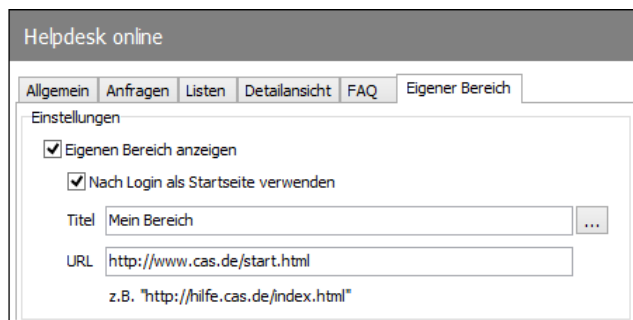 Helpdesk online
Allgemein Anfragen Listen Detailansicht FAQ Eigener Bereich
Einstellungen
Eigenen Bereich anzeigen
Nach Login als Startseite verwenden
Titel Mein Bereich ...
URL http://www.cas.de/start.html
z.B. "http://hilfe.cas.de/index.html"